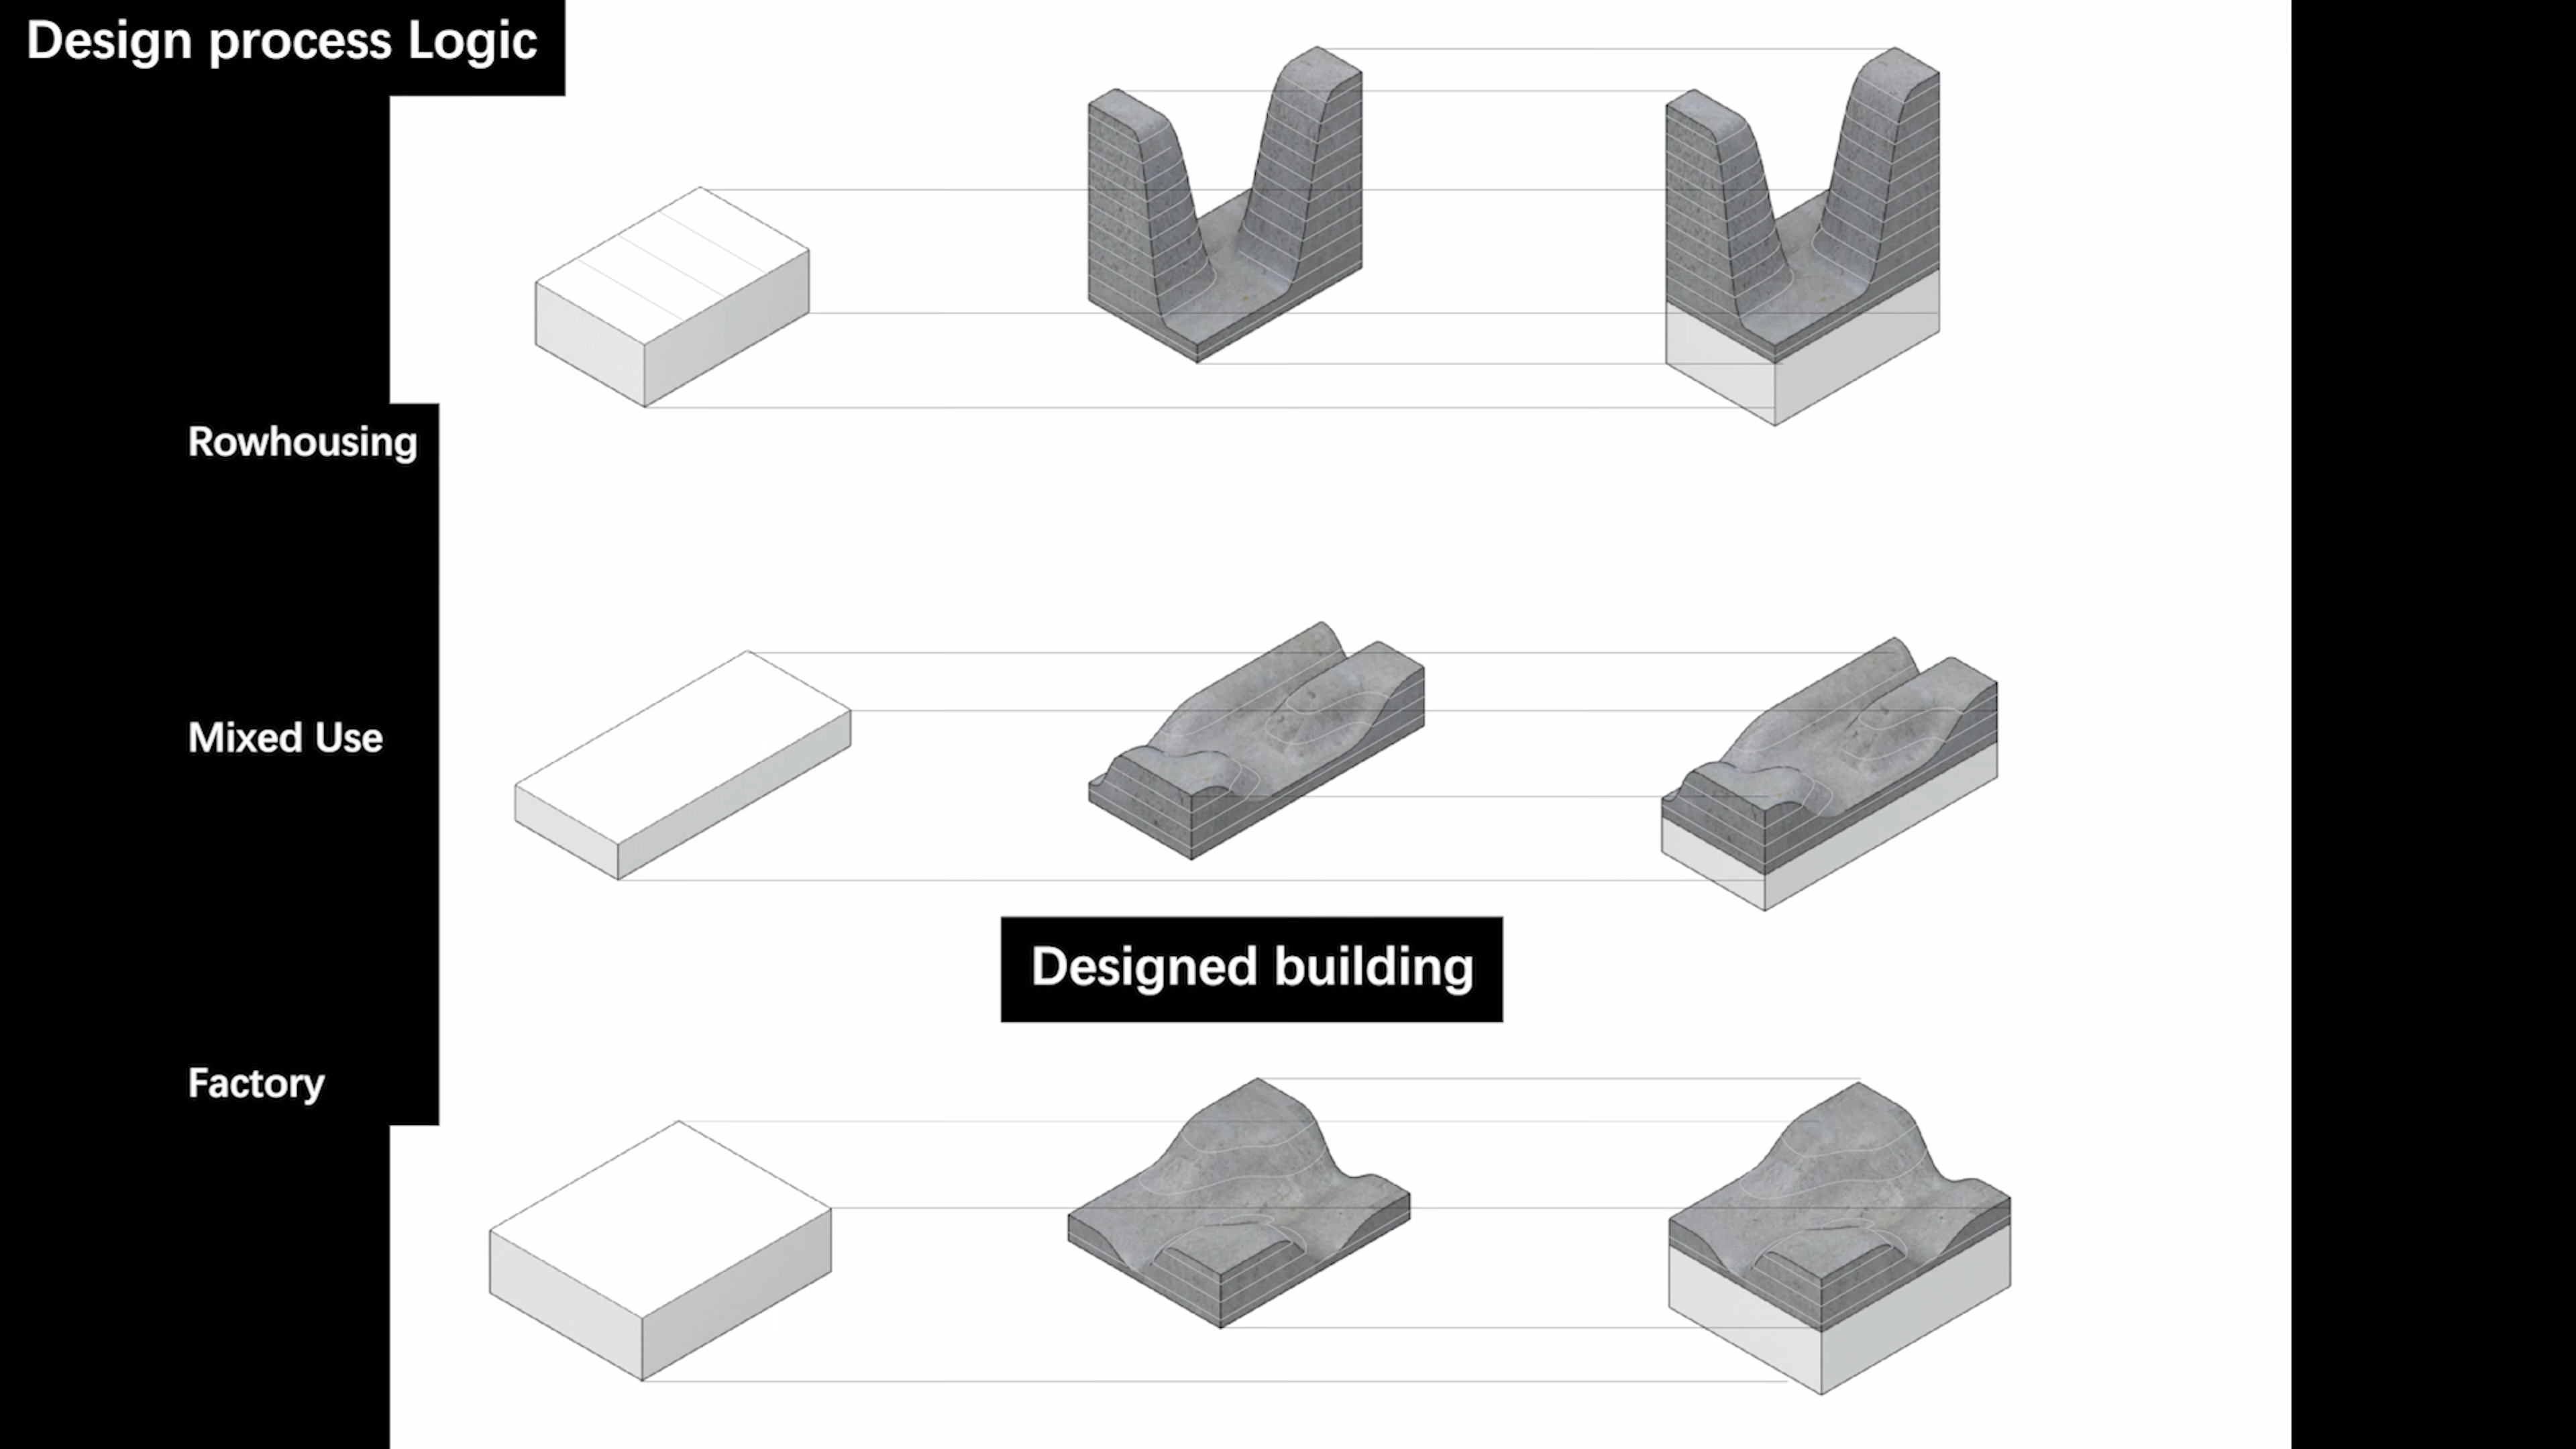 Design process Logic
Rowhousing
Mixed Use
Designed building
Factory